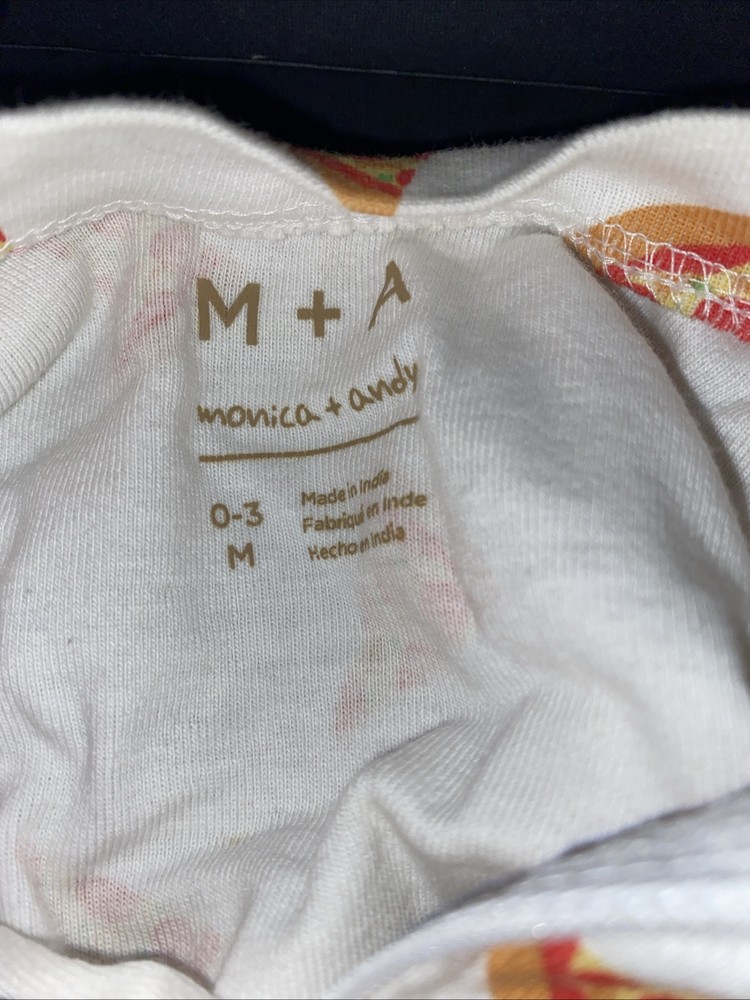 M + A
monica + andy
0-3
M
Made in India
Fabriqué en Inde
Hecho en India